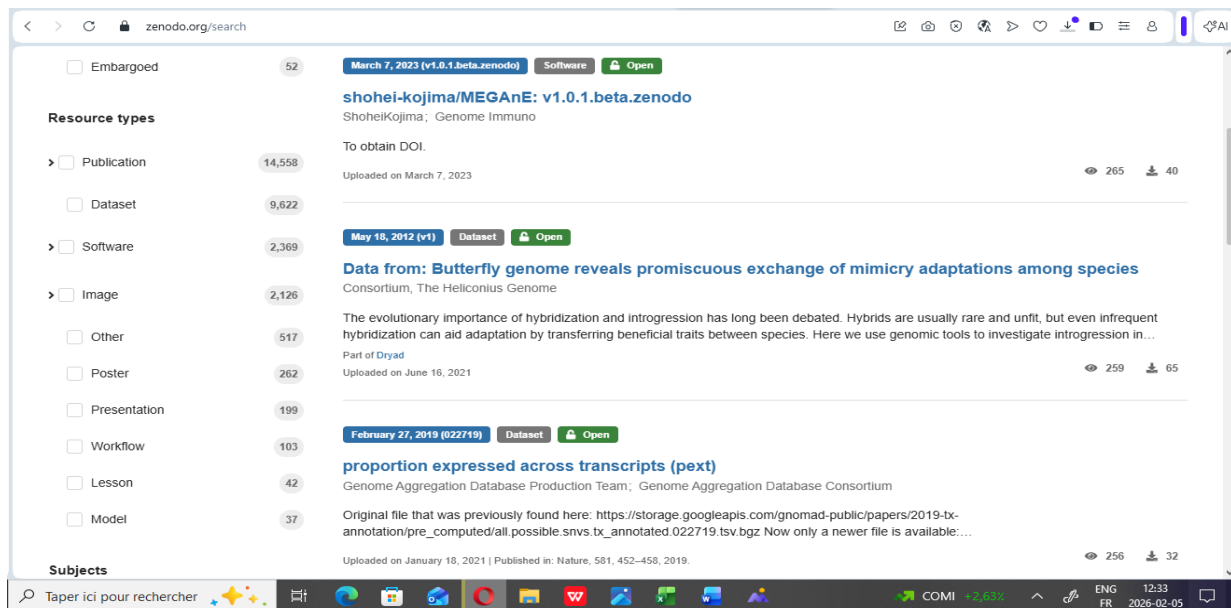 zenodo.org/search
AI
Embargoed 52
Resource types
Publication 14,558
Dataset 9,622
Software 2,369
Image 2,126
Other 517
Poster 262
Presentation 199
Workflow 103
Lesson 42
Model 37
Subjects
March 7, 2023 (v1.0.1.beta.zenodo) Software Open
shohei-kojima/MEGAnE: v1.0.1.beta.zenodo
ShoheiKojima; Genome Immuno
To obtain DOI.
Uploaded on March 7, 2023
265 40
May 18, 2012 (v1) Dataset Open
Data from: Butterfly genome reveals promiscuous exchange of mimicry adaptations among species
Consortium, The Heliconius Genome
The evolutionary importance of hybridization and introgression has long been debated. Hybrids are usually rare and unfit, but even infrequent
hybridization can aid adaptation by transferring beneficial traits between species. Here we use genomic tools to investigate introgression in…
Part of Dryad
Uploaded on June 16, 2021
259 65
February 27, 2019 (022719) Dataset Open
proportion expressed across transcripts (pext)
Genome Aggregation Database Production Team; Genome Aggregation Database Consortium
Original file that was previously found here: https://storage.googleapis.com/gnomad-public/papers/2019-tx-
annotation/pre_computed/all.possible.snvs.tx_annotated.022719.tsv.bgz Now only a newer file is available:…
Uploaded on January 18, 2021 | Published in: Nature, 581, 452–458, 2019.
256 32
Taper ici pour rechercher
COMI +2,63%
ENG
FR
12:33
2026-02-05